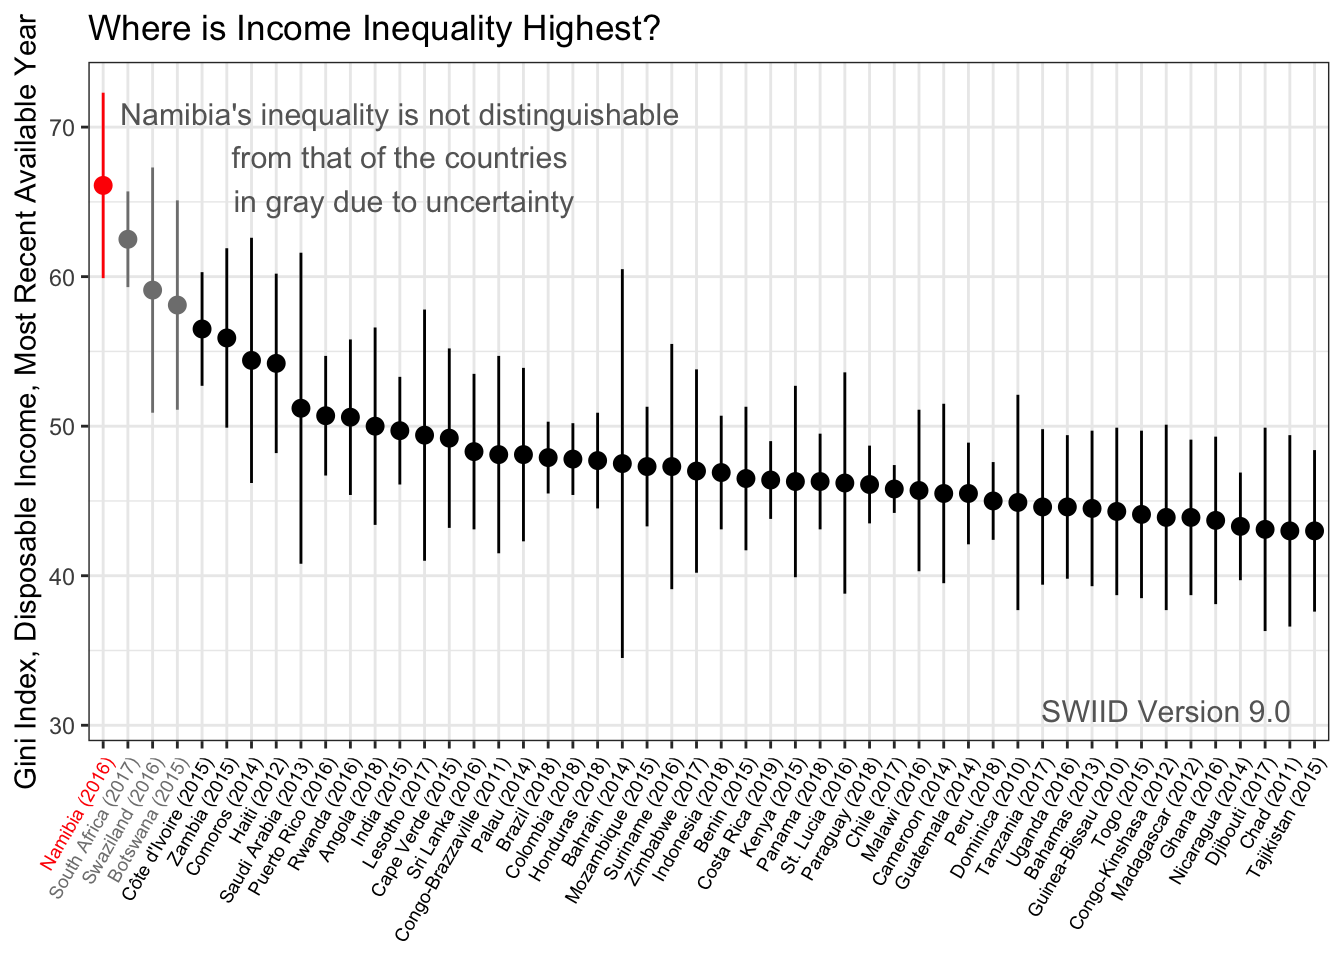 Where is Income Inequality Highest?
Gini Index, Disposable Income, Most Recent Available Year
70
60
50
40
30
Namibia's inequality is not distinguishable
from that of the countries
in gray due to uncertainty
SWIID Version 9.0
Namibia (2016)
South Africa (2017)
Swaziland (2016)
Botswana (2015)
Côte d'Ivoire (2015)
Zambia (2015)
Comoros (2014)
Haiti (2012)
Saudi Arabia (2013)
Puerto Rico (2016)
Rwanda (2016)
Angola (2018)
India (2015)
Lesotho (2017)
Cape Verde (2015)
Sri Lanka (2016)
Congo-Brazzaville (2011)
Palau (2014)
Brazil (2018)
Colombia (2018)
Honduras (2018)
Bahrain (2014)
Mozambique (2015)
Suriname (2016)
Zimbabwe (2017)
Indonesia (2018)
Benin (2015)
Costa Rica (2019)
Kenya (2015)
Panama (2018)
St. Lucia (2016)
Paraguay (2018)
Chile (2017)
Malawi (2016)
Cameroon (2014)
Guatemala (2014)
Peru (2018)
Dominica (2010)
Tanzania (2017)
Uganda (2016)
Bahamas (2013)
Guinea-Bissau (2010)
Togo (2015)
Congo-Kinshasa (2012)
Madagascar (2012)
Ghana (2016)
Nicaragua (2014)
Djibouti (2017)
Chad (2011)
Tajikistan (2015)